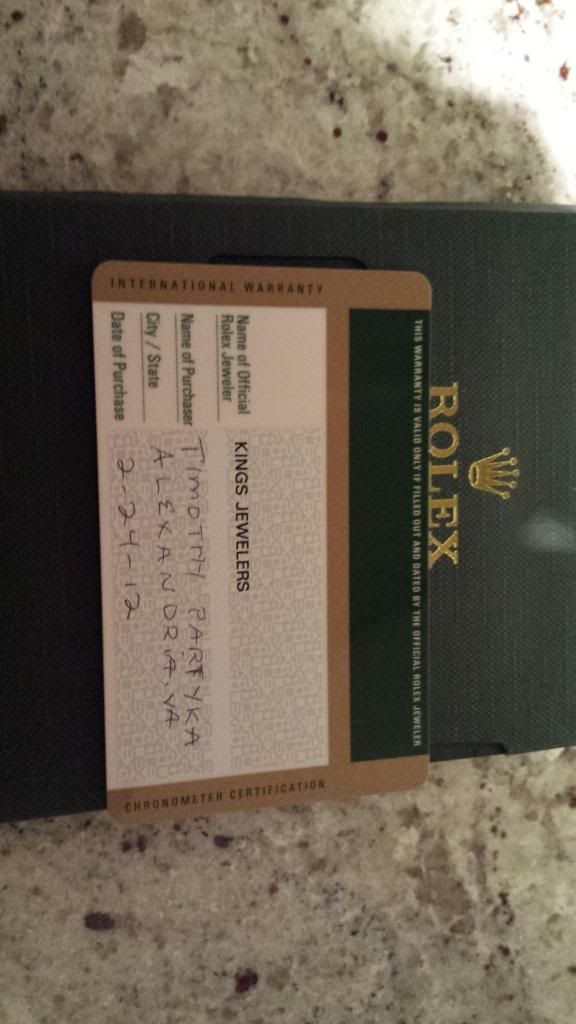 ROLEX
THIS WARRANTY IS VALID ONLY IF FILLED OUT AND DATED BY THE OFFICIAL ROLEX JEWELER
INTERNATIONAL WARRANTY
CHRONOMETER CERTIFICATION
Name of Official
Rolex Jeweler KINGS JEWELERS
Name of Purchaser TIMOTHY PARTYKA
City / State ALEXANDRIA, VA
Date of Purchase 2-24-12